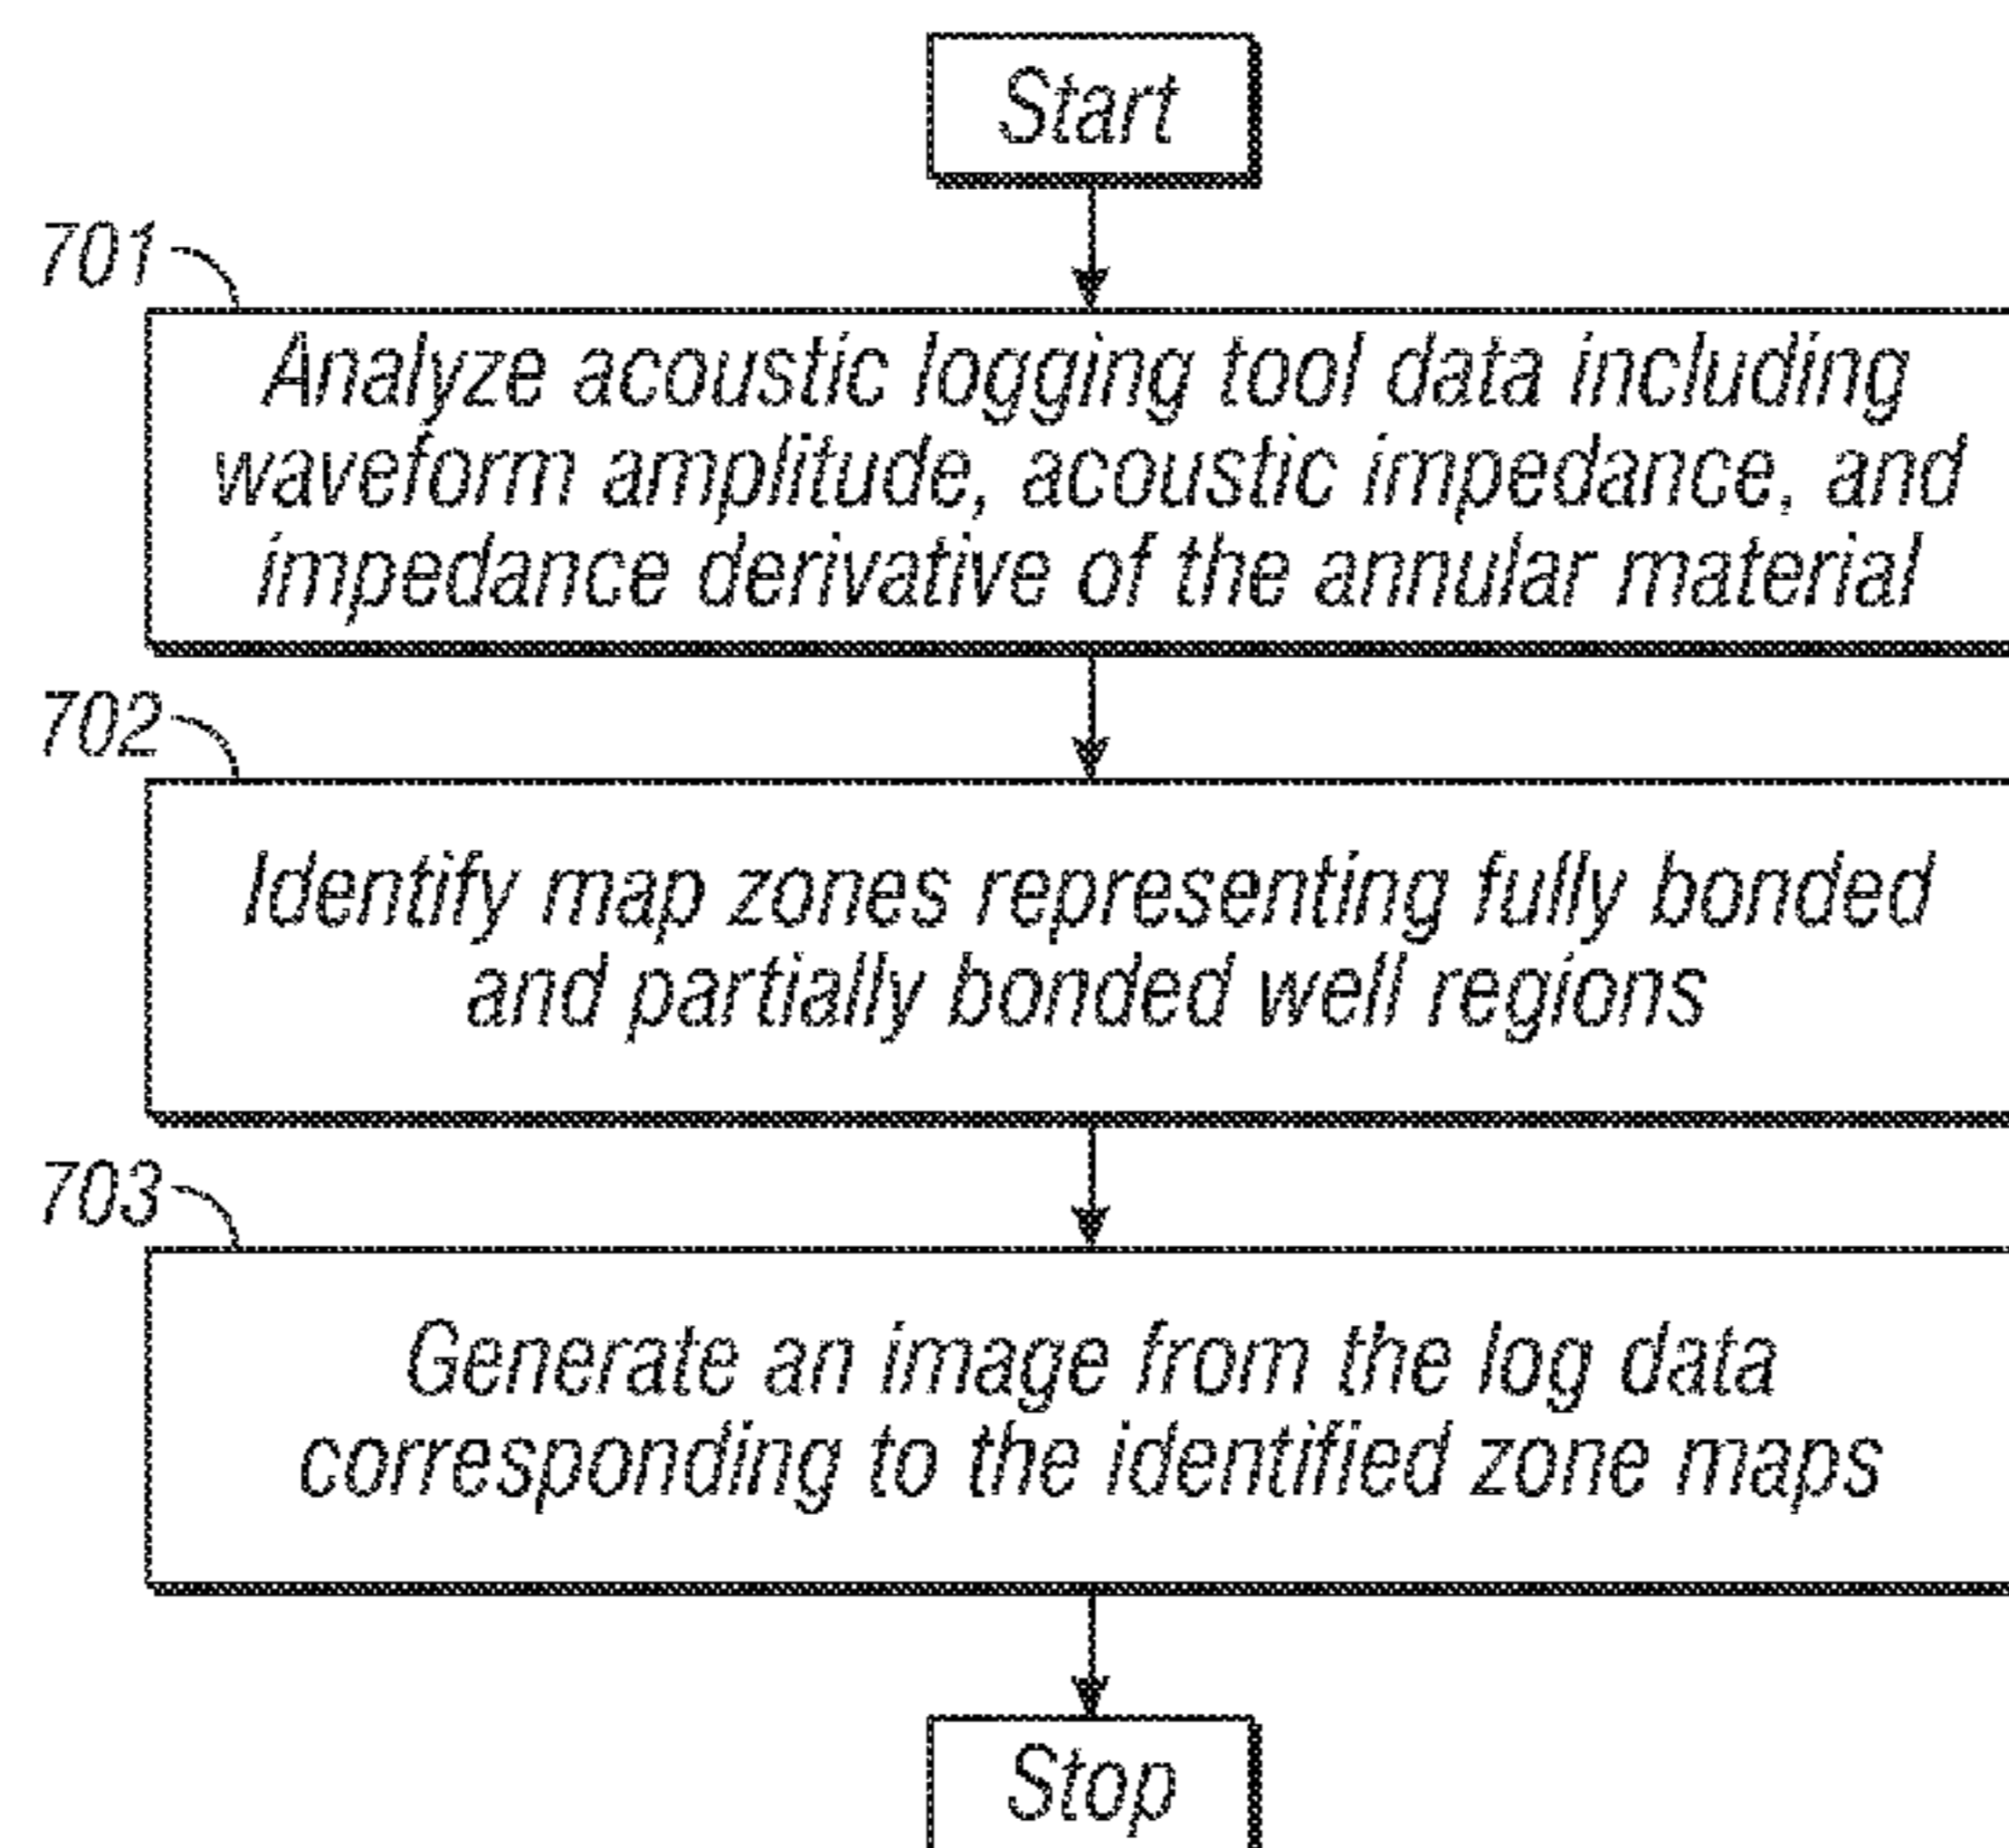 Start
701
Analyze acoustic logging tool data including
waveform amplitude, acoustic impedance, and
impedance derivative of the annular material
702
Identify map zones representing fully bonded
and partially bonded well regions
703
Generate an image from the log data
corresponding to the identified zone maps
Stop